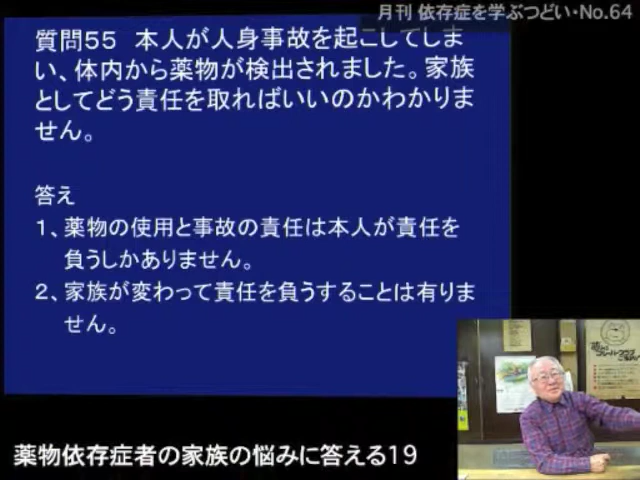 月刊 依存症を学ぶつどい・No.64
質問５５ 本人が人身事故を起こしてしま
い、体内から薬物が検出されました。家族
としてどう責任を取ればいいのかわかりま
せん。
答え
１、薬物の使用と事故の責任は本人が責任を
負うしかありません。
２、家族が変わって責任を負うすることは有りま
せん。
薬物依存症者の家族の悩みに答える19